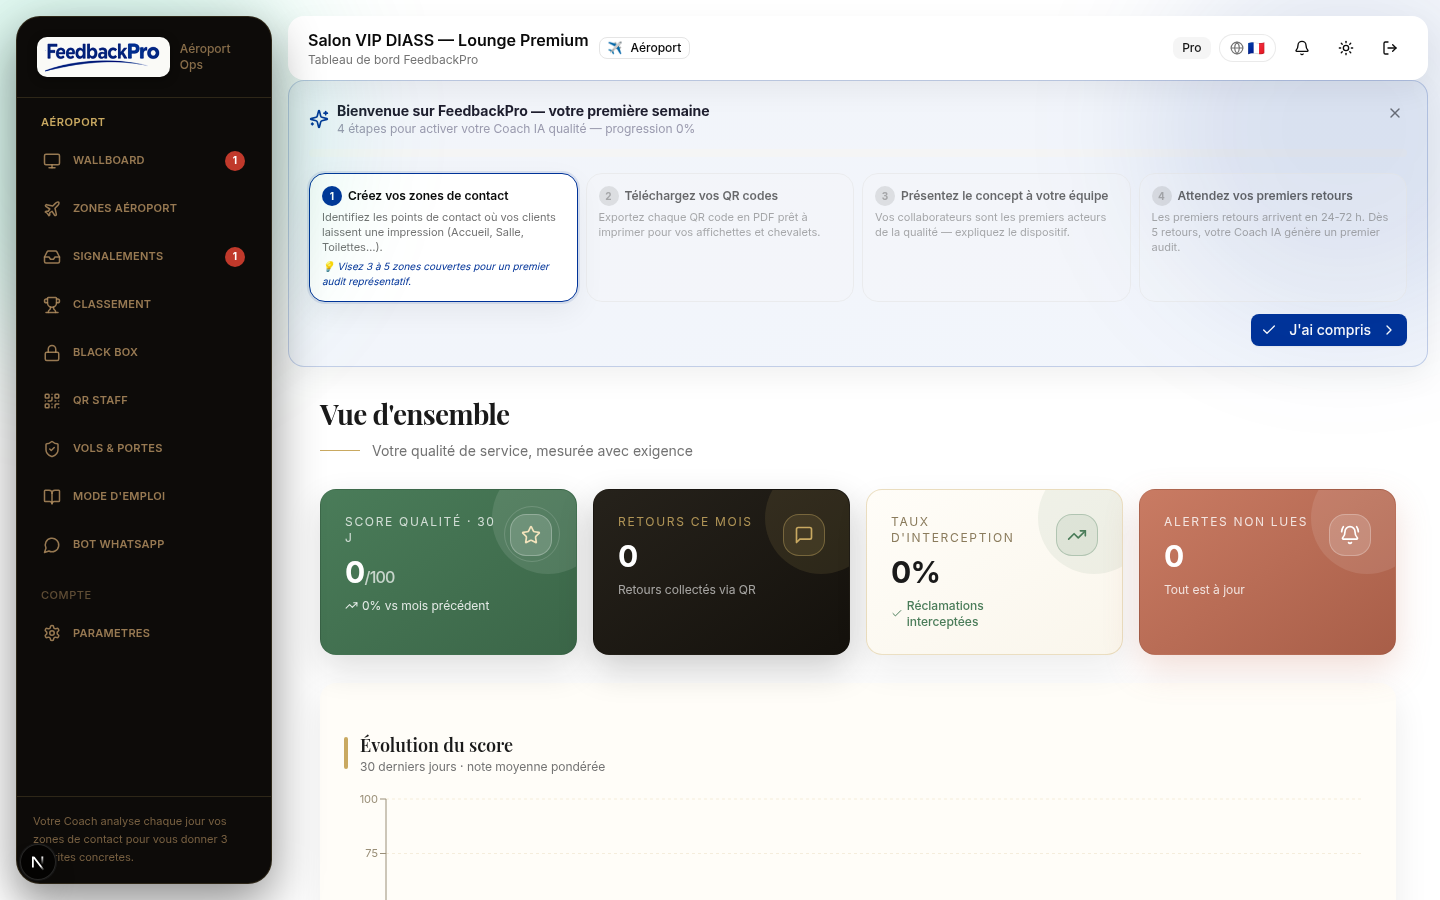 FeedbackPro
Aéroport
Ops
AÉROPORT
WALLBOARD 1
ZONES AÉROPORT
SIGNALEMENTS 1
CLASSEMENT
BLACK BOX
QR STAFF
VOLS & PORTES
MODE D'EMPLOI
BOT WHATSAPP
COMPTE
PARAMETRES
Votre Coach analyse chaque jour vos
zones de contact pour vous donner 3
concretes.
Salon VIP DIASS — Lounge Premium
✈️ Aéroport
Tableau de bord FeedbackPro
Pro
Bienvenue sur FeedbackPro — votre première semaine
4 étapes pour activer votre Coach IA qualité — progression 0%
1 Créez vos zones de contact
Identifiez les points de contact où vos clients
laissent une impression (Accueil, Salle,
Toilettes...).
💡 Visez 3 à 5 zones couvertes pour un premier
audit représentatif.
2 Téléchargez vos QR codes
Exportez chaque QR code en PDF prêt à
imprimer pour vos affichettes et chevalets.
3 Présentez le concept à votre équipe
Vos collaborateurs sont les premiers acteurs
de la qualité — expliquez le dispositif.
4 Attendez vos premiers retours
Les premiers retours arrivent en 24-72 h. Dès
5 retours, votre Coach IA génère un premier
audit.
J'ai compris
Vue d'ensemble
Votre qualité de service, mesurée avec exigence
SCORE QUALITÉ · 30
J
0/100
0% vs mois précédent
RETOURS CE MOIS
0
Retours collectés via QR
TAUX
D'INTERCEPTION
0%
Réclamations
interceptées
ALERTES NON LUES
0
Tout est à jour
Évolution du score
30 derniers jours · note moyenne pondérée
100
75